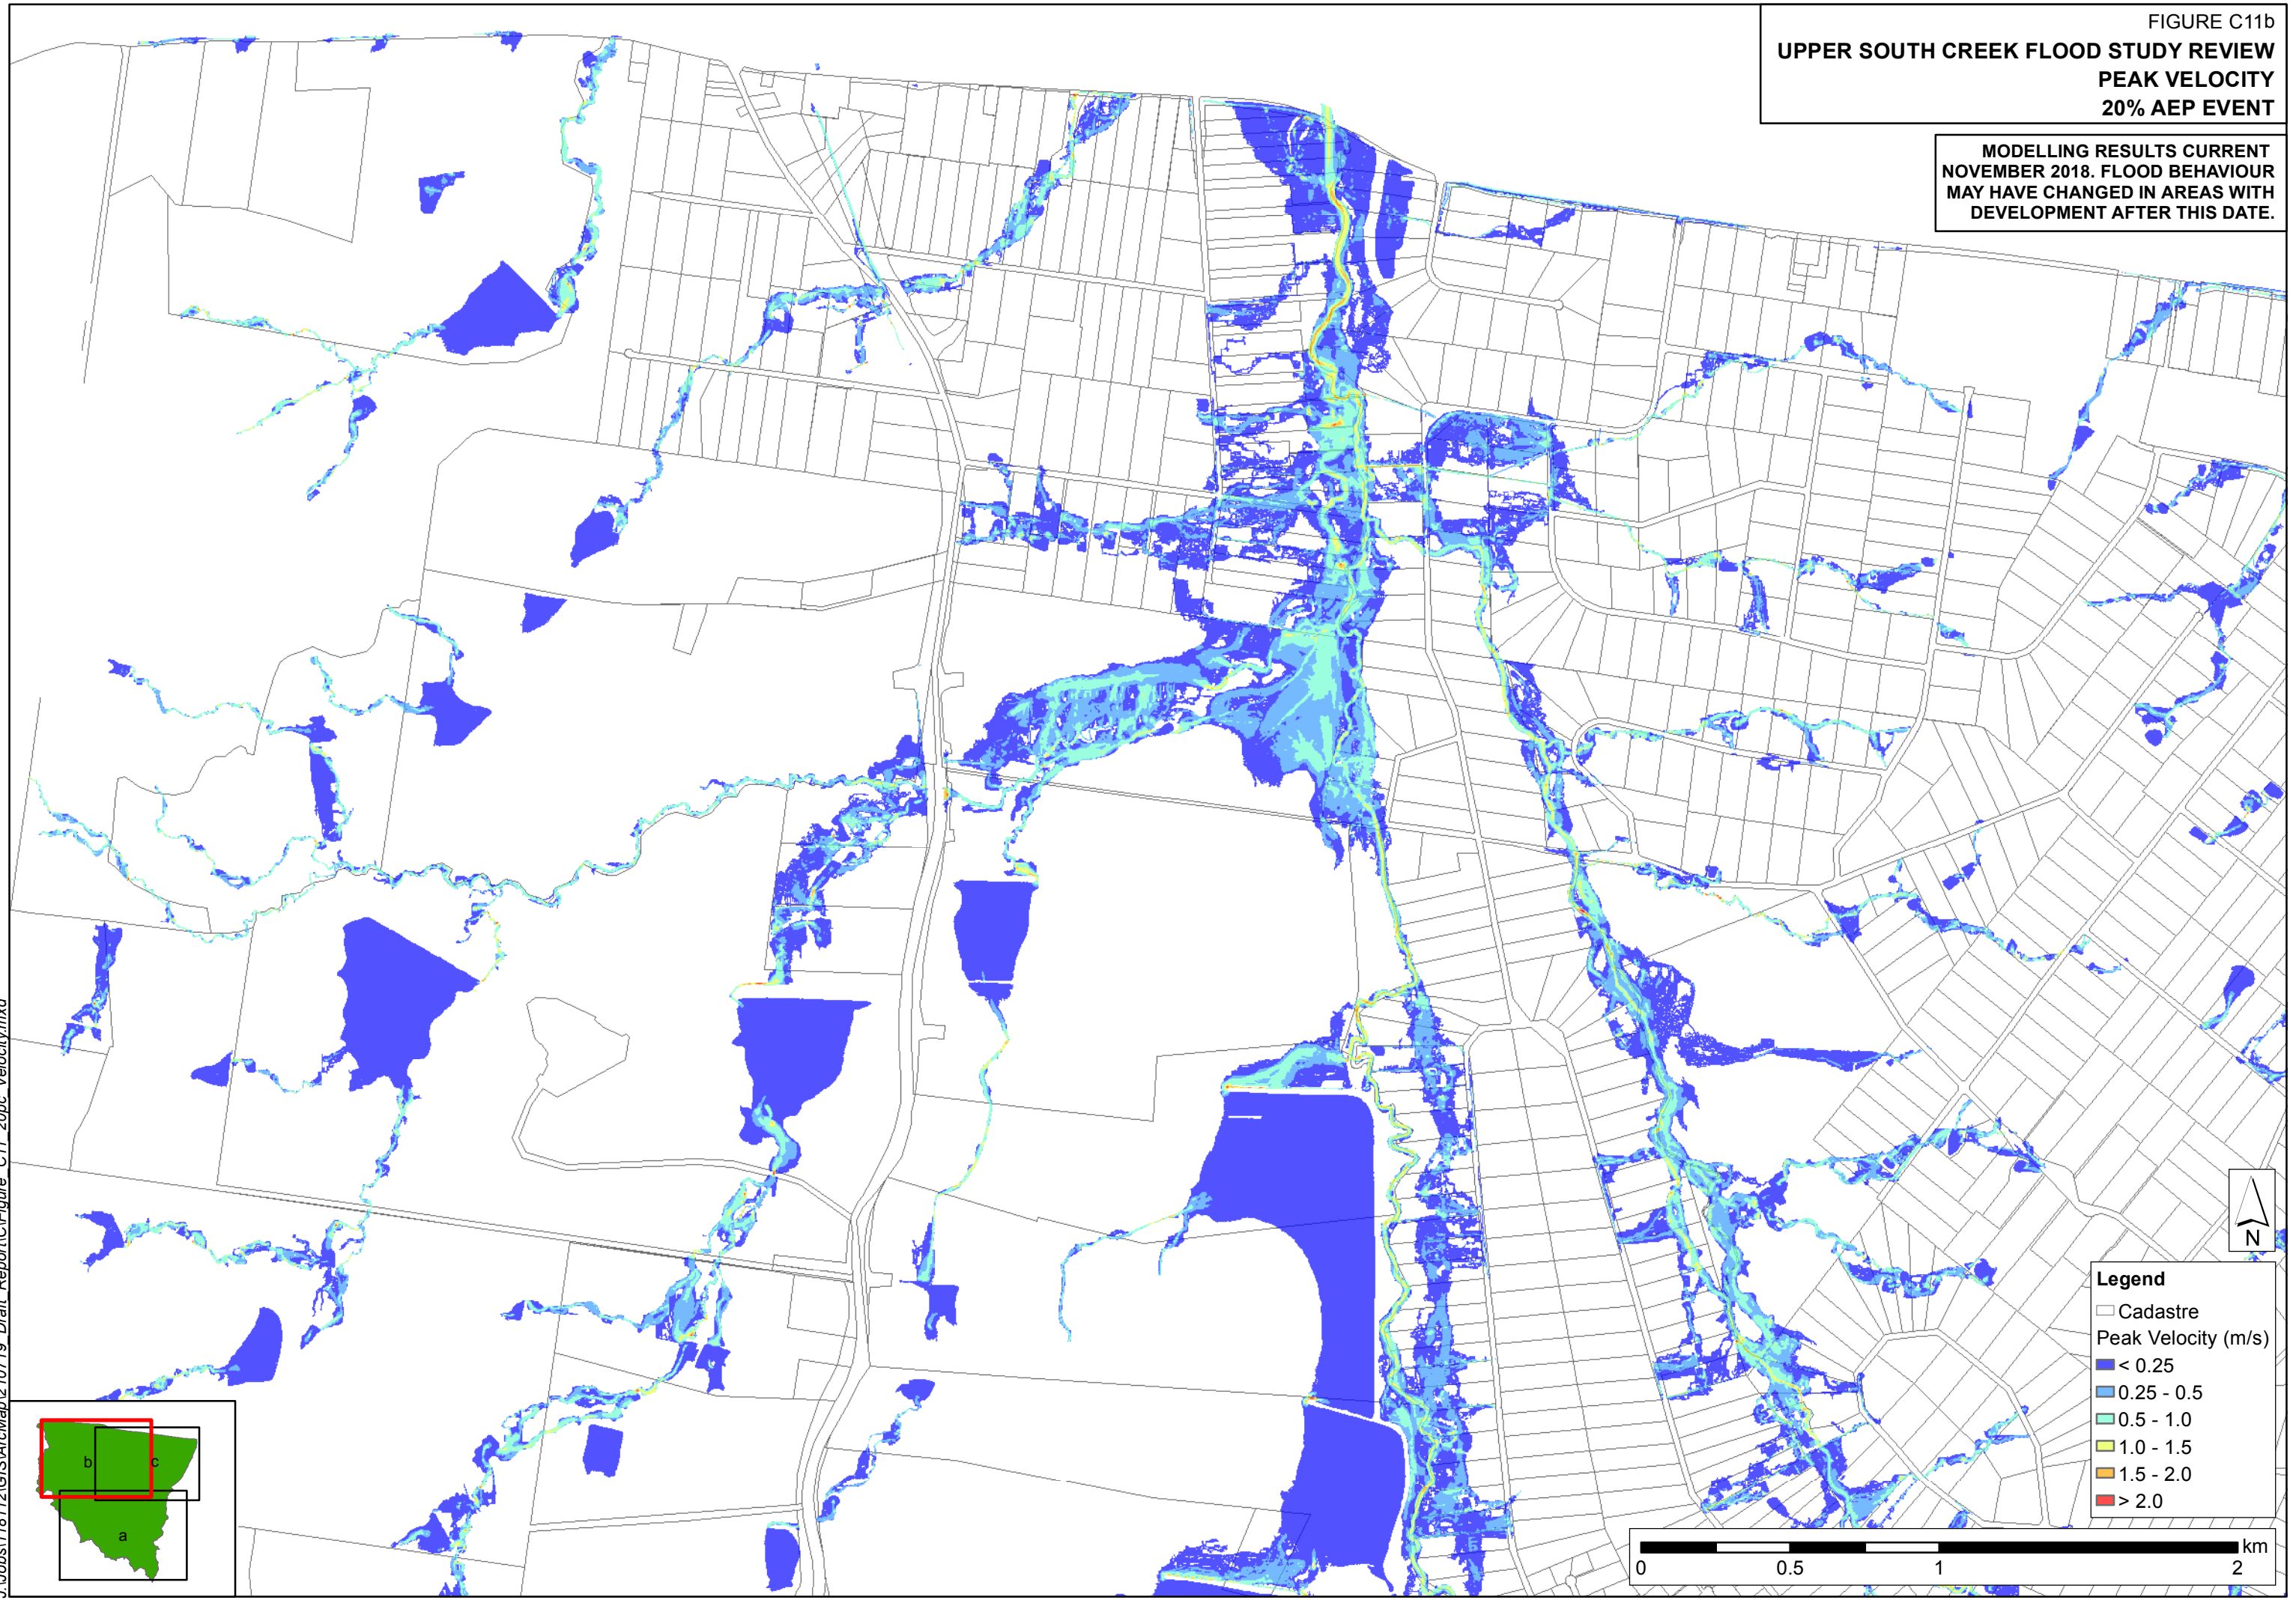 FIGURE C11b
UPPER SOUTH CREEK FLOOD STUDY REVIEW
PEAK VELOCITY
20% AEP EVENT
MODELLING RESULTS CURRENT
NOVEMBER 2018. FLOOD BEHAVIOUR
MAY HAVE CHANGED IN AREAS WITH
DEVELOPMENT AFTER THIS DATE.
N
Legend
Cadastre
Peak Velocity (m/s)
< 0.25
0.25 - 0.5
0.5 - 1.0
1.0 - 1.5
1.5 - 2.0
> 2.0
km
0 0.5 1 2
b c
a